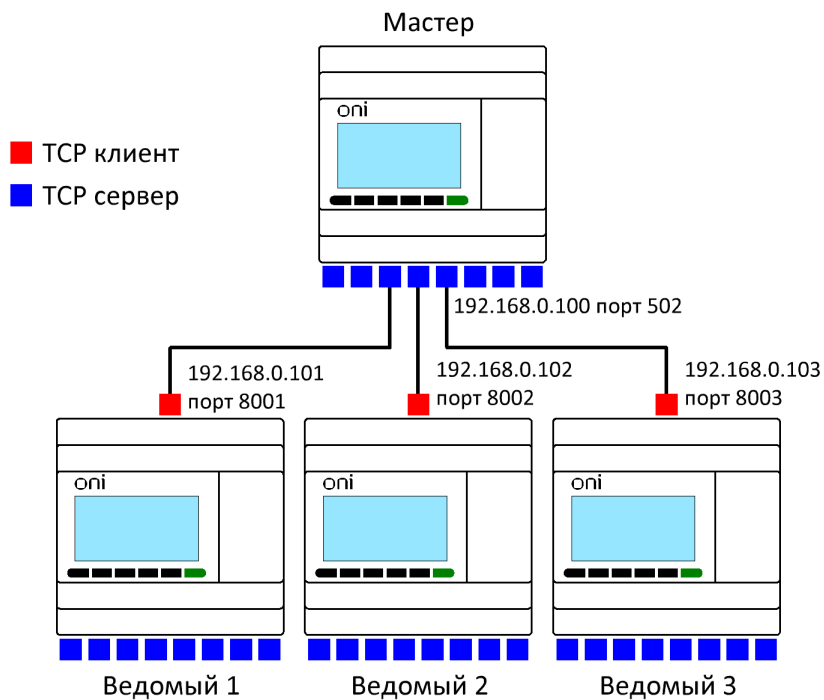 Мастер
oni
TCP клиент
TCP сервер
192.168.0.100 порт 502
192.168.0.101
порт 8001
192.168.0.102
порт 8002
192.168.0.103
порт 8003
oni
oni
oni
Ведомый 1
Ведомый 2
Ведомый 3